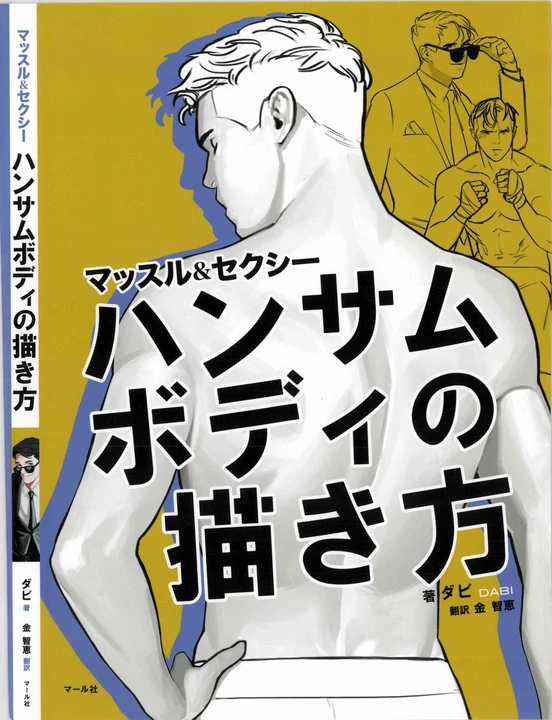 マッスル&セクシー ハンサムボディの描き方
ダビ 著 金 智恵 翻訳 マール社
マッスル&セクシー
ハンサム
ボディの
描き方
著 ダビ DABI
翻訳 金 智恵
マール社